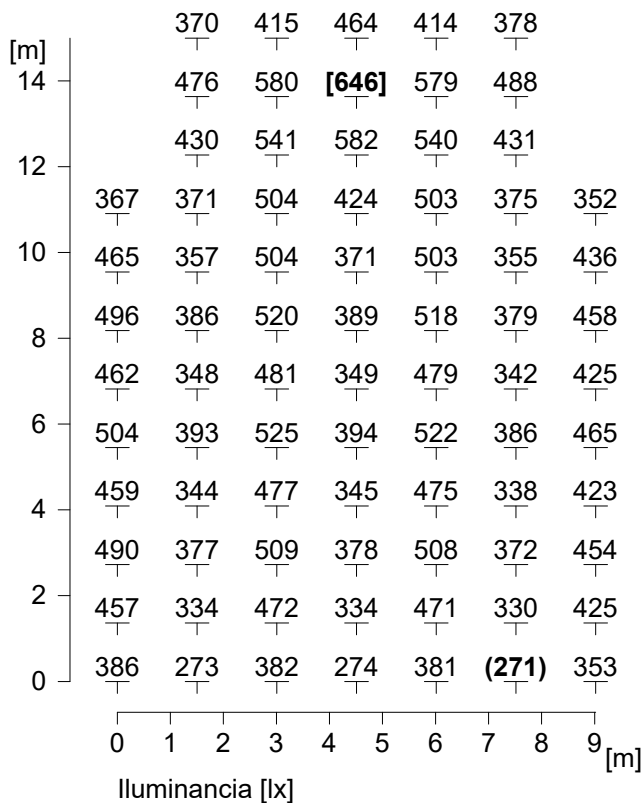 370 415 464 414 378
[m]
14 476 580 [646] 579 488
12 430 541 582 540 431
367 371 504 424 503 375 352
10 465 357 504 371 503 355 436
8 496 386 520 389 518 379 458
462 348 481 349 479 342 425
6 504 393 525 394 522 386 465
4 459 344 477 345 475 338 423
490 377 509 378 508 372 454
2 457 334 472 334 471 330 425
0 386 273 382 274 381 (271) 353
0 1 2 3 4 5 6 7 8 9 [m]
Iluminancia [lx]